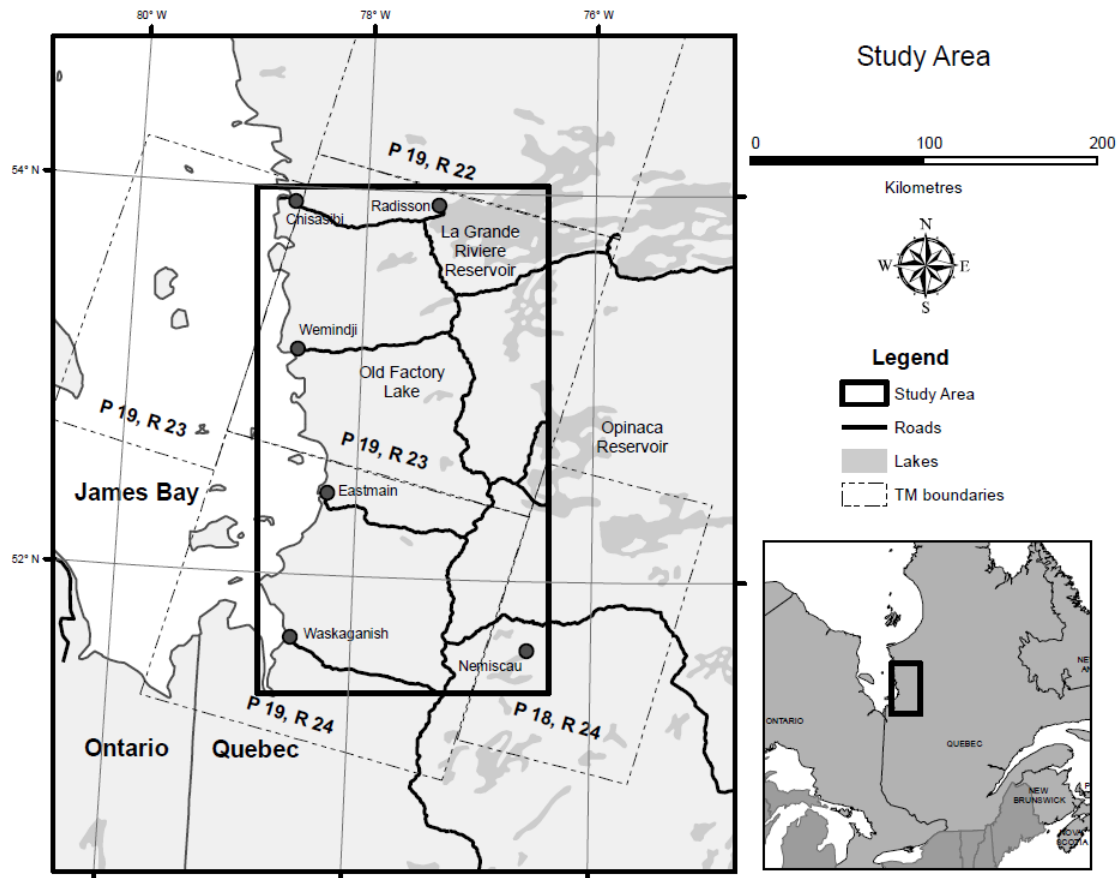 80° W
78° W
76° W
Study Area
0
100
200
Kilometres
54° N
P 19, R 22
Chisasibi
Radisson
La Grande
Riviere
Reservoir
N
W
E
S
Wemindji
Old Factory
Lake
Legend
Study Area
Roads
Lakes
TM boundaries
P 19, R 23
P 19, R 23
Opinaca
Reservoir
James Bay
Eastmain
52° N
Waskaganish
Nemiscau
P 19, R 24
P 18, R 24
Ontario
Quebec
ONTARIO
QUEBEC
NEW
BRUNSWICK
NOVA
SCOTIA
NE
AN
P